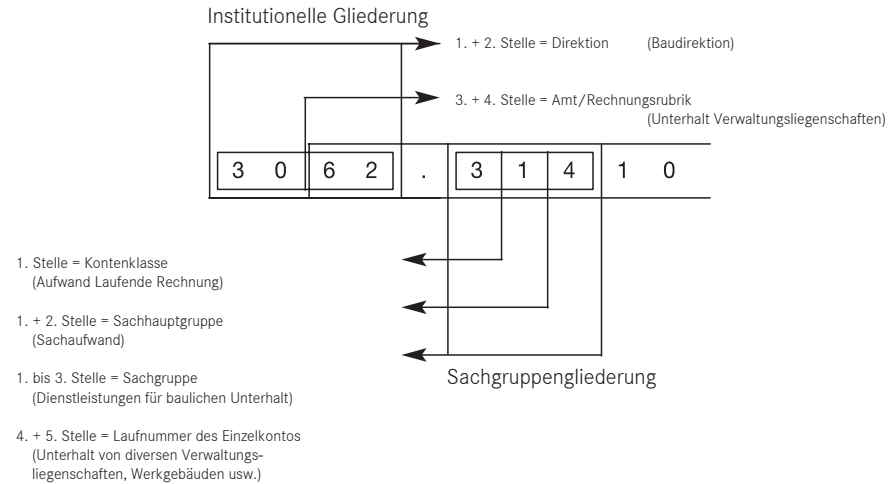 Institutionelle Gliederung
1. + 2. Stelle = Direktion (Baudirektion)
3. + 4. Stelle = Amt/Rechnungsrubrik
(Unterhalt Verwaltungsliegenschaften)
3 0 6 2 . 3 1 4 1 0
1. Stelle = Kontenklasse
(Aufwand Laufende Rechnung)
1. + 2. Stelle = Sachhauptgruppe
(Sachaufwand)
1. bis 3. Stelle = Sachgruppe
(Dienstleistungen für baulichen Unterhalt)
Sachgruppengliederung
4. + 5. Stelle = Laufnummer des Einzelkontos
(Unterhalt von diversen Verwaltungs-
liegenschaften, Werkgebäuden usw.)